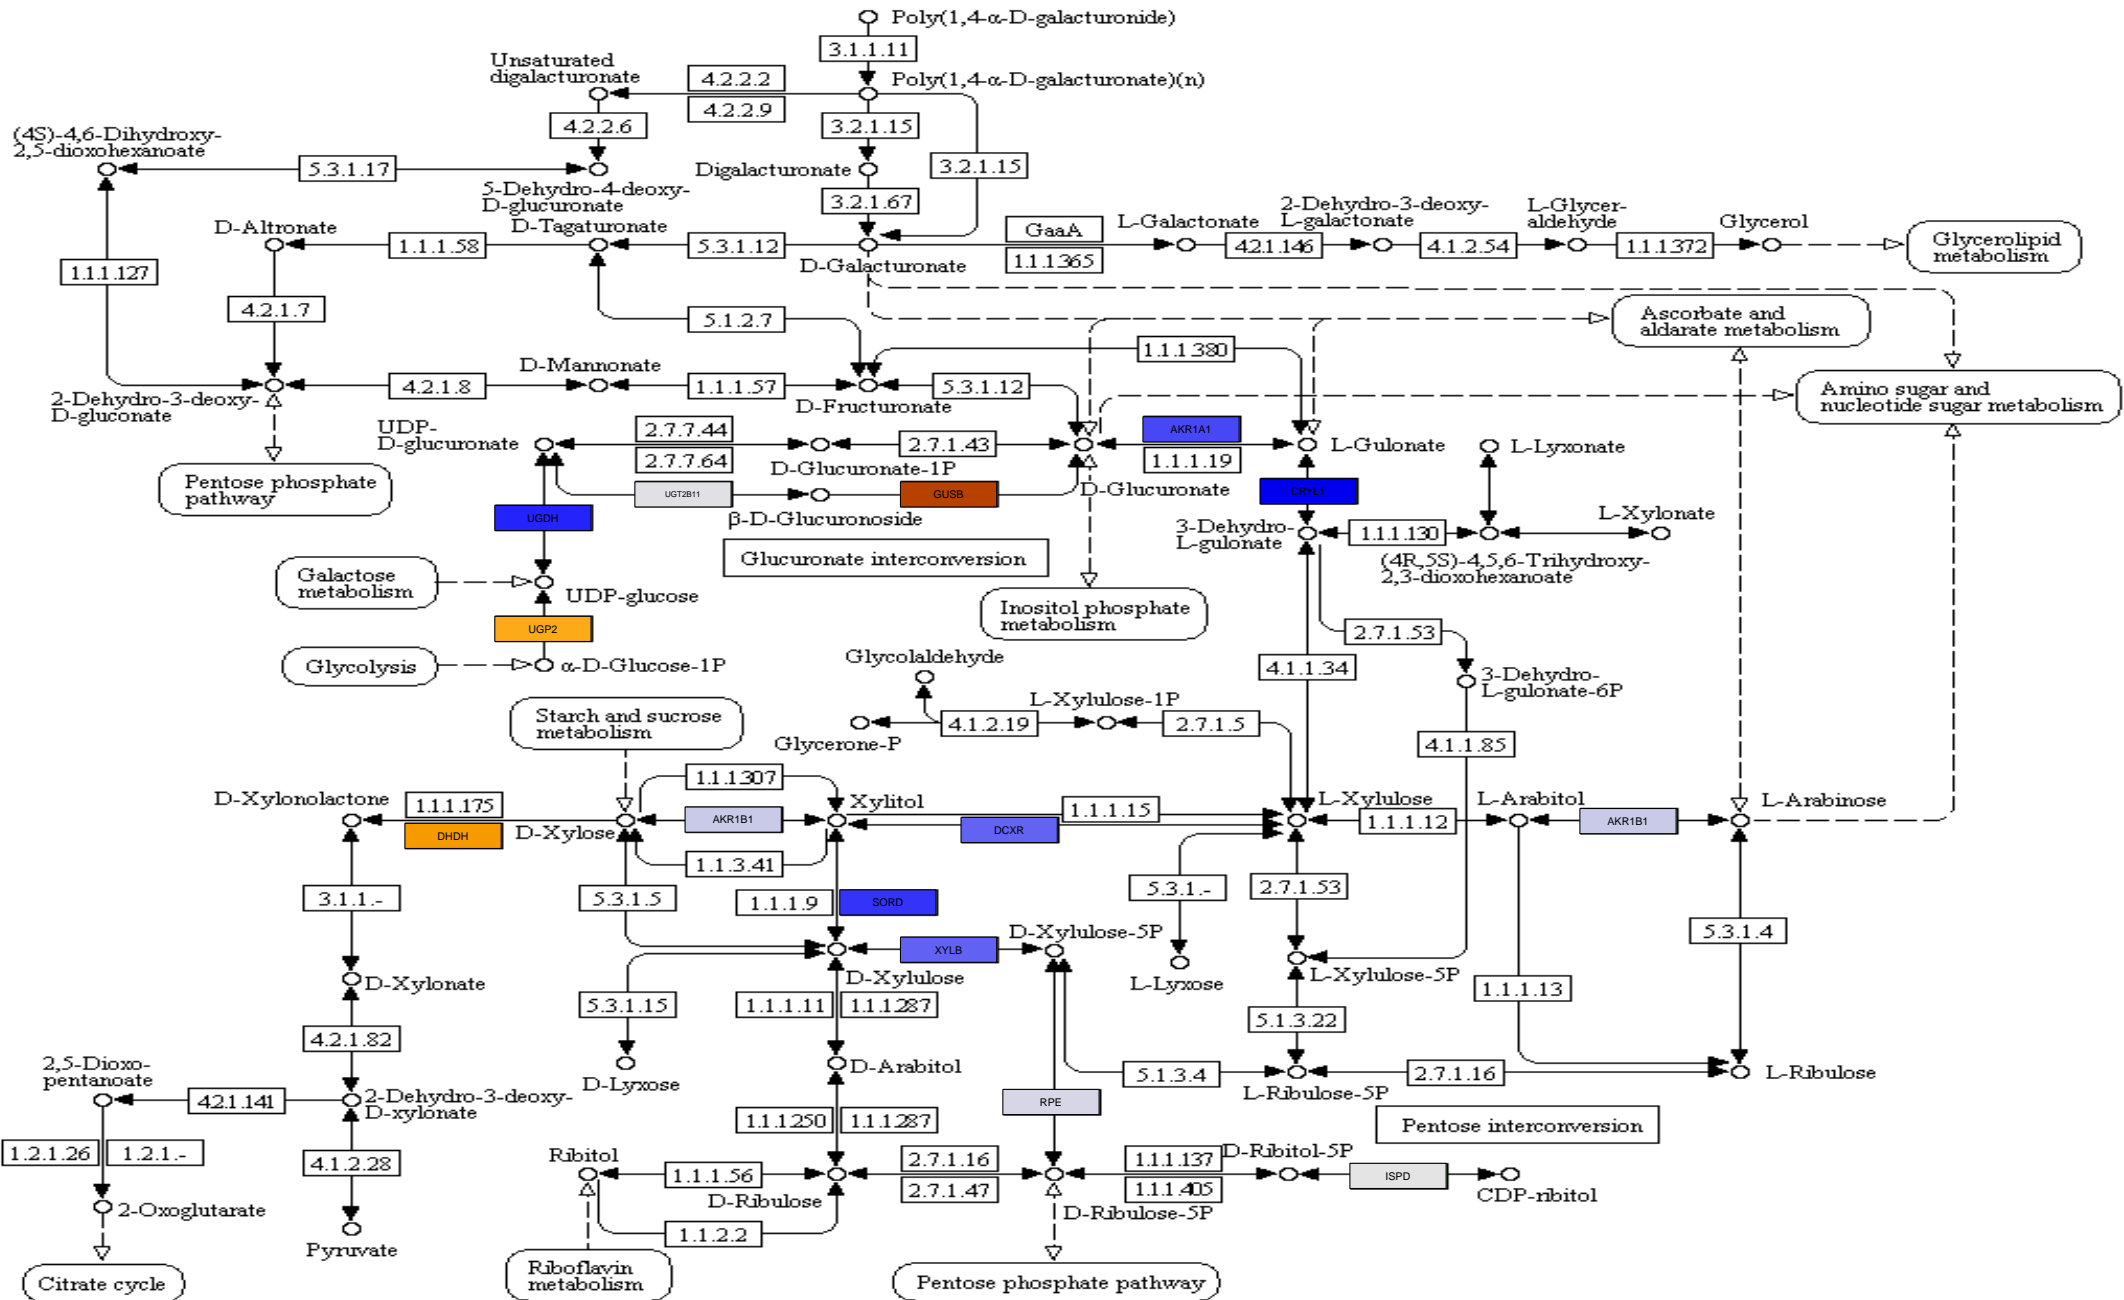 Poly(1,4-α-D-galacturonide)
3.1.1.11
Unsaturated
digalacturonate
4.2.2.2
Poly(1,4-α-D-galacturonate)(n)
4.2.2.9
4.2.2.6
3.2.1.15
(4S)-4,6-Dihydroxy-
2,5-dioxohexanoate
5.3.1.17
Digalacturonate
3.2.1.15
5-Dehydro-4-deoxy-
D-glucuronate
3.2.1.67
D-Altronate
D-Tagaturonate
GaaA
L-Galactonate
2-Dehydro-3-deoxy-
L-galactonate
L-Glycer-
aldehyde
Glycerol
1.1.1.58
5.3.1.12
4.2.1.146
4.1.2.54
1.1.1.372
Glycerolipid
metabolism
1.1.1.127
D-Galacturonate
1.1.1.365
4.2.1.7
5.1.2.7
Ascorbate and
aldarate metabolism
1.1.1.380
D-Mannonate
4.2.1.8
1.1.1.57
5.3.1.12
Amino sugar and
nucleotide sugar metabolism
2-Dehydro-3-deoxy-
D-gluconate
D-Fructuronate
UDP-
D-glucuronate
2.7.7.44
2.7.1.43
AKR1A1
L-Gulonate
L-Lyxonate
2.7.7.64
D-Glucuronate-1P
1.1.1.19
Pentose phosphate
pathway
UGT2B11
GUSB
D-Glucuronate
CRYL1
UGDH
β-D-Glucuronoside
3-Dehydro-
L-gulonate
1.1.1.130
L-Xylonate
Glucuronate interconversion
(4R,5S)-4,5,6-Trihydroxy-
2,3-dioxohexanoate
Galactose
metabolism
UDP-glucose
Inositol phosphate
metabolism
UGP2
2.7.1.53
Glycolysis
α-D-Glucose-1P
Glycolaldehyde
4.1.1.34
3-Dehydro-
L-gulonate-6P
Starch and sucrose
metabolism
L-Xylulose-1P
4.1.2.19
2.7.1.5
Glycerone-P
4.1.1.85
1.1.1.307
D-Xylonolactone
1.1.1.175
Xylitol
1.1.1.15
L-Xylulose
L-Arabitol
L-Arabinose
AKR1B1
DCXR
1.1.1.12
AKR1B1
DHDH
D-Xylose
1.1.3.41
3.1.1.-
5.3.1.5
1.1.1.9
SORD
5.3.1.-
2.7.1.53
5.3.1.4
XYLB
D-Xylulose-5P
D-Xylonate
D-Xylulose
L-Lyxose
L-Xylulose-5P
5.3.1.15
1.1.1.11
1.1.1.287
1.1.1.13
5.1.3.22
4.2.1.82
2,5-Dioxo-
pentanoate
D-Lyxose
D-Arabitol
5.1.3.4
2.7.1.16
L-Ribulose
4.2.1.141
2-Dehydro-3-deoxy-
D-xylonate
RPE
L-Ribulose-5P
1.1.1.250
1.1.1.287
Pentose interconversion
1.2.1.26
1.2.1.-
4.1.2.28
Ribitol
1.1.1.56
2.7.1.16
1.1.1.137
D-Ribitol-5P
ISPD
D-Ribulose
2.7.1.47
1.1.1.405
CDP-ribitol
2-Oxoglutarate
D-Ribulose-5P
1.1.2.2
Pyruvate
Citrate cycle
Riboflavin
metabolism
Pentose phosphate pathway